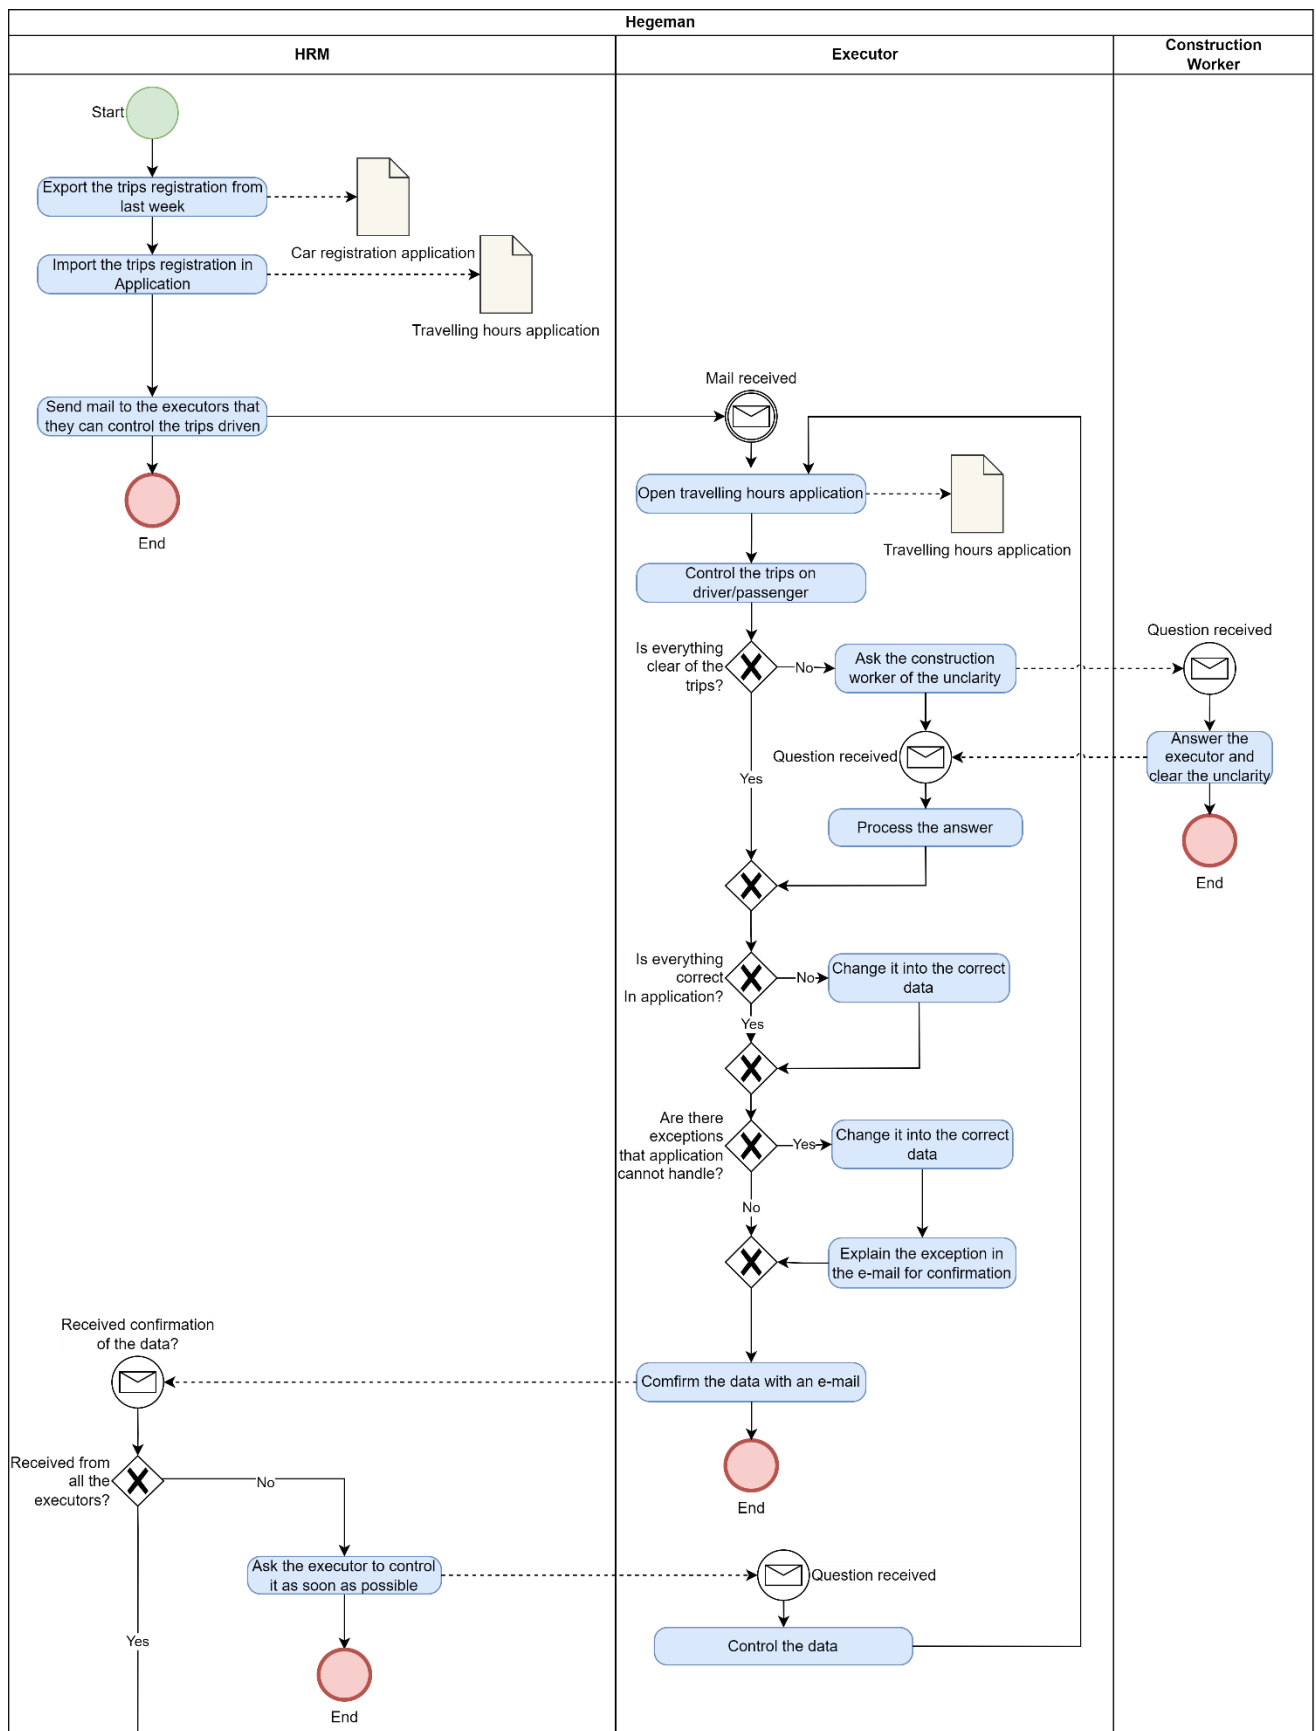 Hegeman
HRM
Executor
Construction
Worker
Start
Export the trips registration from
last week
Car registration application
Import the trips registration in
Application
Travelling hours application
Send mail to the executors that
they can control the trips driven
End
Mail received
Open travelling hours application
Travelling hours application
Control the trips on
driver/passenger
Is everything
clear of the
trips?
No
Ask the construction
worker of the unclarity
Question received
Yes
Question received
Answer the
executor and
clear the unclarity
Process the answer
End
Is everything
correct
In application?
No
Change it into the correct
data
Yes
Are there
exceptions
that application
cannot handle?
Yes
Change it into the correct
data
No
Explain the exception in
the e-mail for confirmation
Received confirmation
of the data?
Comfirm the data with an e-mail
Received from
all the
executors?
No
End
Ask the executor to control
it as soon as possible
Question received
Yes
Control the data
End